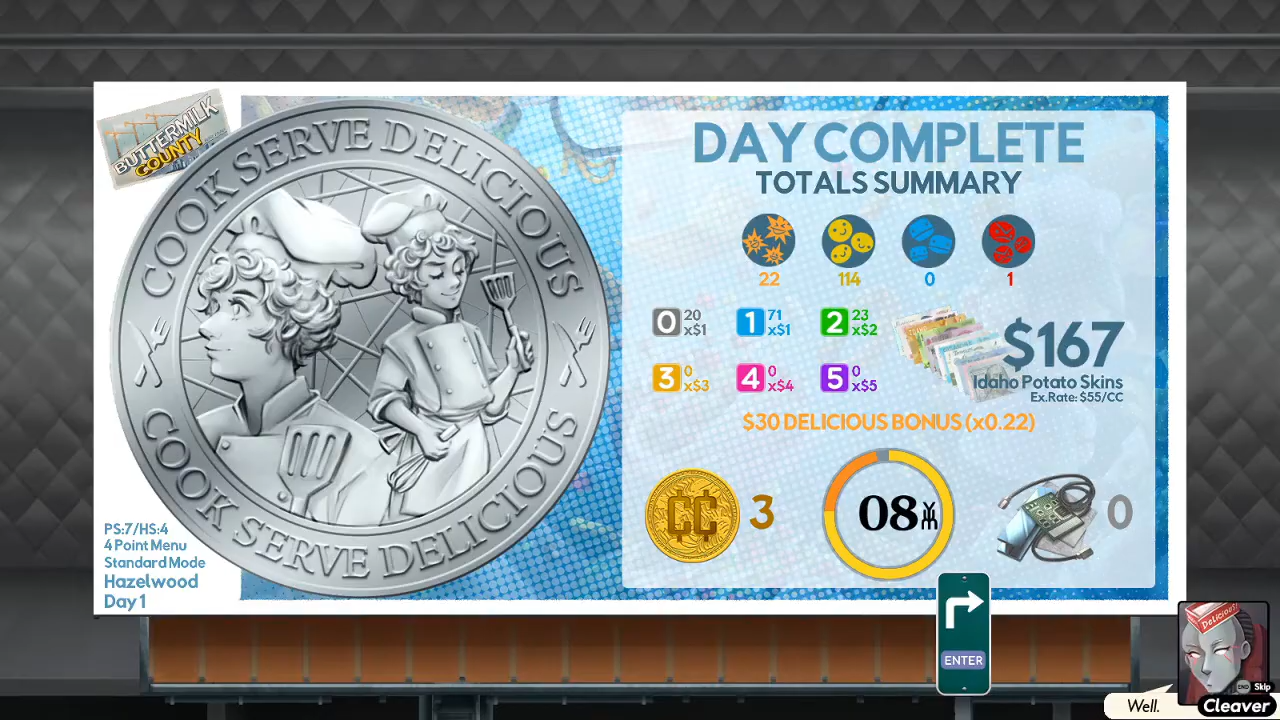 BUTTERMILK
COUNTY
COOK SERVE DELICIOUS
COOK SERVE DELICIOUS
PS:7/HS:4
4 Point Menu
Standard Mode
Hazelwood
Day 1
DAY COMPLETE
TOTALS SUMMARY
22 114 0 1
0 20 x$1 1 71 x$1 2 23 x$2
3 0 x$3 4 0 x$4 5 0 x$5
$167
Idaho Potato Skins
Ex.Rate: $55/CC
$30 DELICIOUS BONUS (x0.22)
CC 3 08 0
ENTER
DELICIOUS!
END Skip
Well. Cleaver